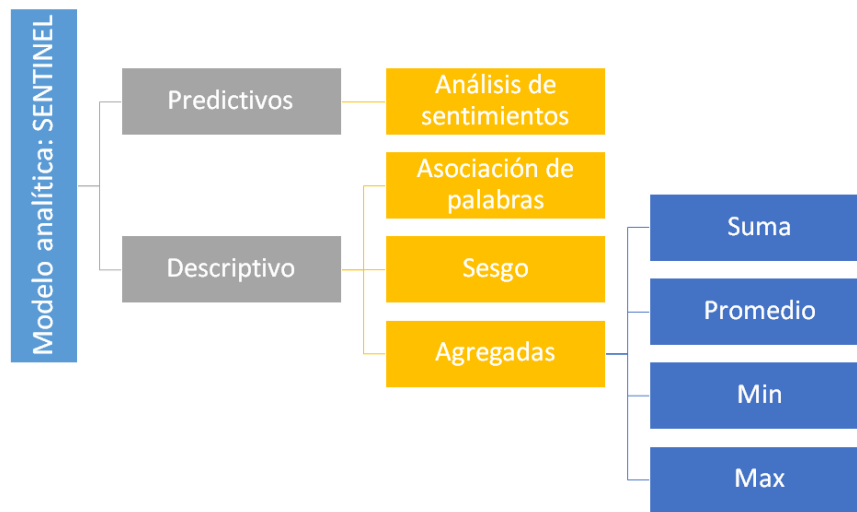 Modelo analítica: SENTINEL
Predictivos
Análisis de
sentimientos
Descriptivo
Asociación de
palabras
Sesgo
Agregadas
Suma
Promedio
Min
Max